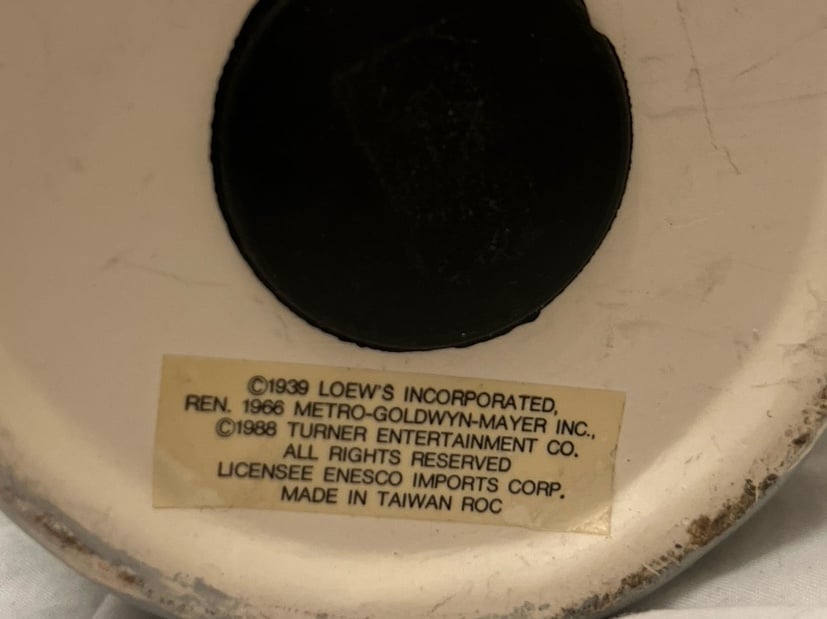 ©1939 LOEW'S INCORPORATED,
REN. 1966 METRO-GOLDWYN-MAYER INC.,
©1988 TURNER ENTERTAINMENT CO.
ALL RIGHTS RESERVED
LICENSEE ENESCO IMPORTS CORP.
MADE IN TAIWAN ROC